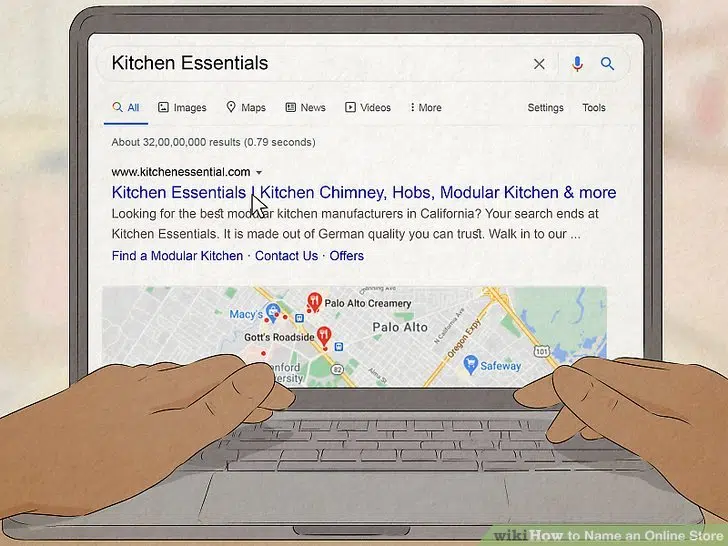 Kitchen Essentials
All Images Maps News Videos More Settings Tools
About 32,00,00,000 results (0.79 seconds)
www.kitchenessential.com
Kitchen Essentials | Kitchen Chimney, Hobs, Modular Kitchen & more
Looking for the best modular kitchen manufacturers in California? Your search ends at
Kitchen Essentials. It is made out of German quality you can trust. Walk in to our ...
Find a Modular Kitchen · Contact Us · Offers
Palo Alto Creamery
Macy's
Palo Alto
N California Ave
Gott's Roadside
Oregon Expy
101
Alma St
Safeway
82
wikiHow to Name an Online Store